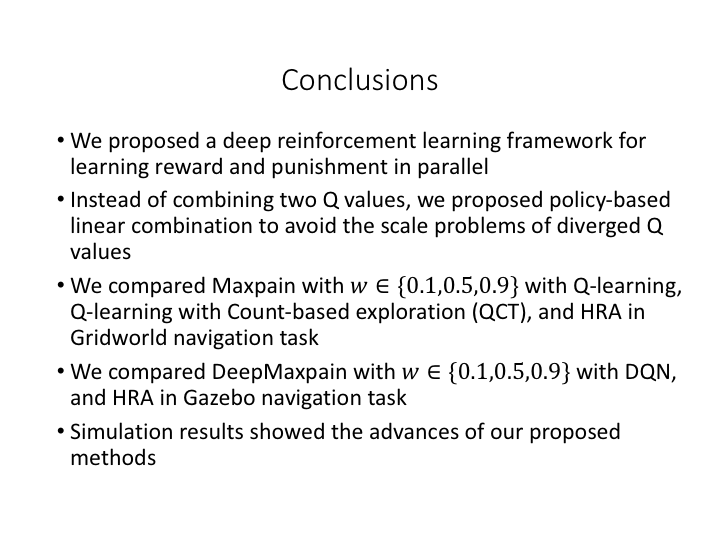 Conclusions
• We proposed a deep reinforcement learning framework for
learning reward and punishment in parallel
• Instead of combining two Q values, we proposed policy-based
linear combination to avoid the scale problems of diverged Q
values
• We compared Maxpain with 𝑤 ∈ {0.1,0.5,0.9} with Q-learning,
Q-learning with Count-based exploration (QCT), and HRA in
Gridworld navigation task
• We compared DeepMaxpain with 𝑤 ∈ {0.1,0.5,0.9} with DQN,
and HRA in Gazebo navigation task
• Simulation results showed the advances of our proposed
methods